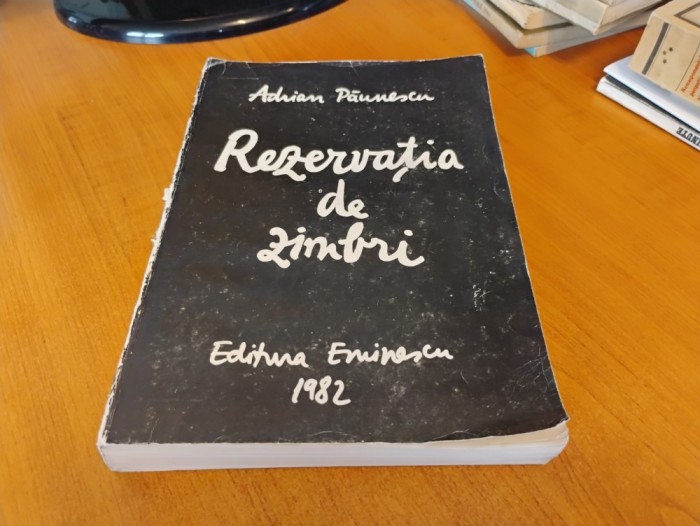 Adrian Păunescu
Rezervația
de
zimbri
Editura Eminescu
1982